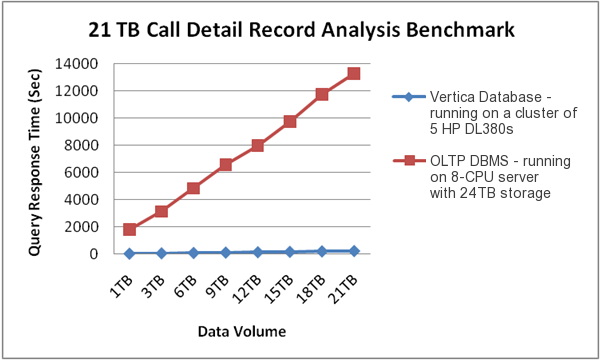 21 TB Call Detail Record Analysis Benchmark
Query Response Time (Sec)
14000
12000
10000
8000
6000
4000
2000
0
1TB
3TB
6TB
9TB
12TB
15TB
18TB
21TB
Data Volume
Vertica Database -
running on a cluster of
5 HP DL380s
OLTP DBMS - running
on 8-CPU server
with 24TB storage